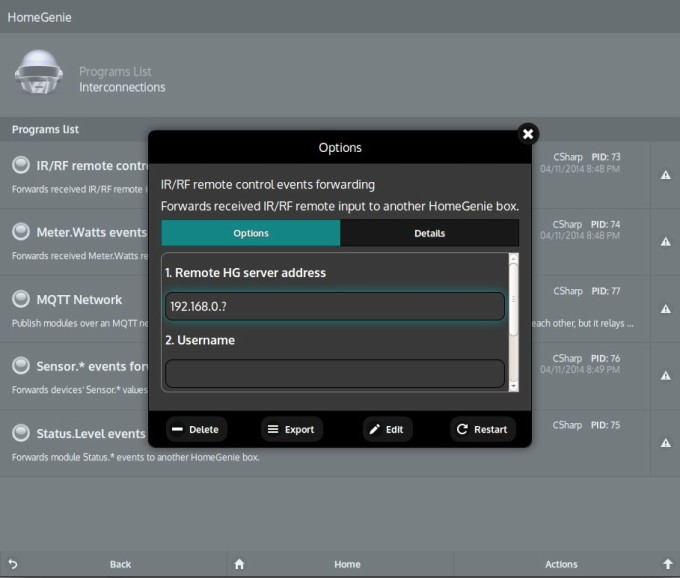 HomeGenie
Programs List
Interconnections
Programs list
IR/RF remote contr
CSharp PID: 73
04/11/2014 8:48 PM
Forwards received IR/RF remote i
Meter.Watts events
CSharp PID: 74
04/11/2014 8:48 PM
Forwards received Meter.Watts re
MQTT Network
CSharp PID: 77
Publish modules over an MQTT ne
each other, but it relays ...
Sensor.* events for
CSharp PID: 76
04/11/2014 8:49 PM
Forwards devices' Sensor.* values
Status.Level events
CSharp PID: 75
Forwards module Status.* events to another HomeGenie box.
Options
IR/RF remote control events forwarding
Forwards received IR/RF remote input to another HomeGenie box.
Options
Details
1. Remote HG server address
192.168.0.?
2. Username
Delete
Export
Edit
Restart
Back
Home
Actions